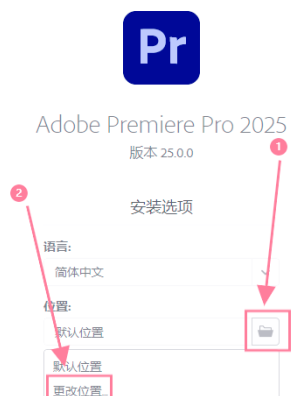 Pr
Adobe Premiere Pro 2025
版本 25.0.0
1
2
安装选项
语言:
简体中文
位置:
默认位置
默认位置
更改位置...